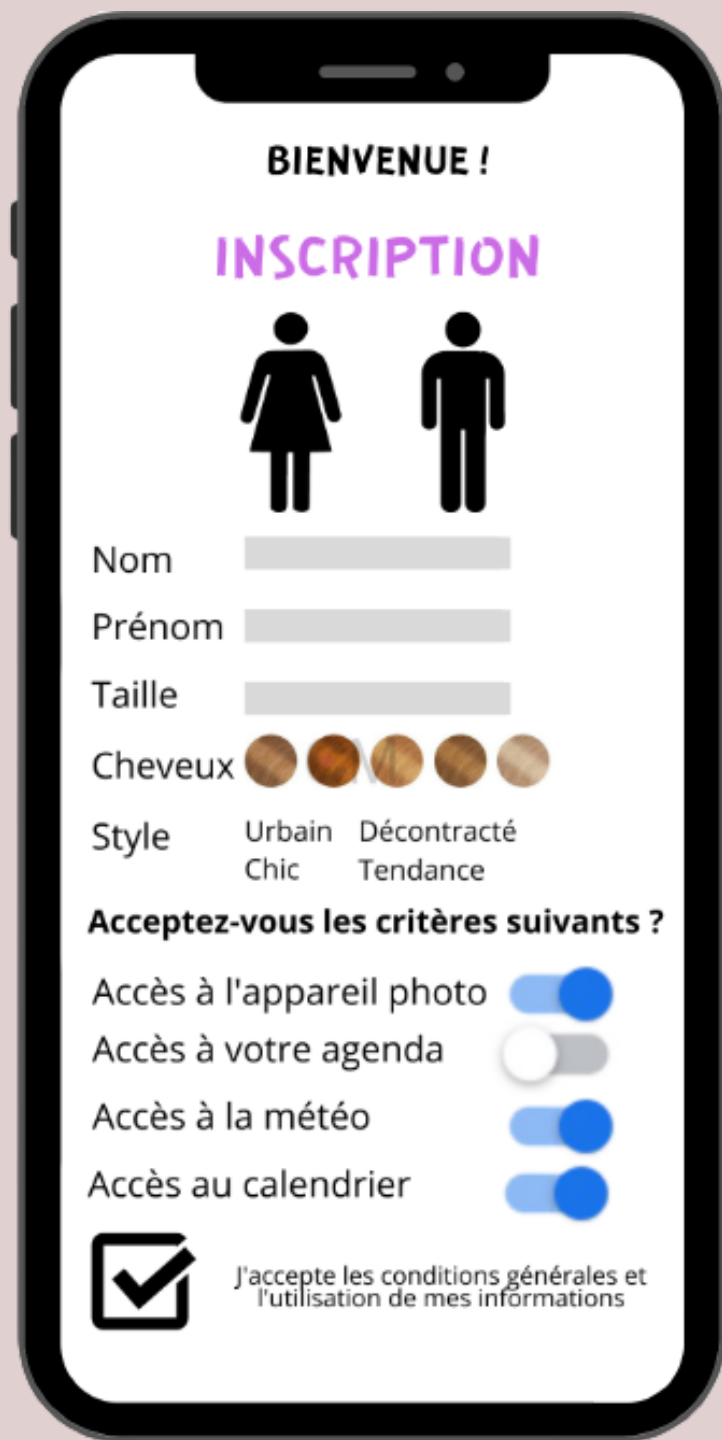 BIENVENUE !
INSCRIPTION
Nom
Prénom
Taille
Cheveux
Style
Urbain Décontracté
Chic Tendance
Acceptez-vous les critères suivants ?
Accès à l'appareil photo
Accès à votre agenda
Accès à la météo
Accès au calendrier
J'accepte les conditions générales et
l'utilisation de mes informations